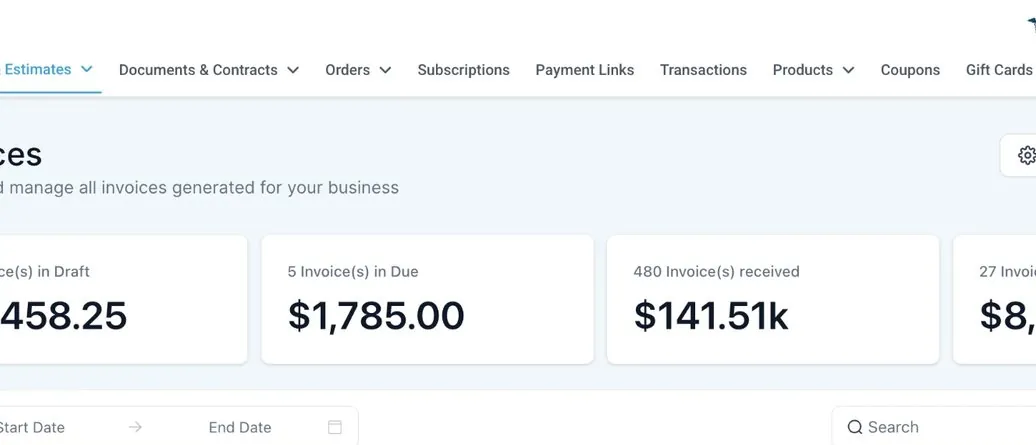 Estimates Documents & Contracts Orders Subscriptions Payment Links Transactions Products Coupons Gift Cards
ces
d manage all invoices generated for your business
ce(s) in Draft 5 Invoice(s) in Due 480 Invoice(s) received 27 Invoi
458.25 $1,785.00 $141.51k $8,
Start Date → End Date Search